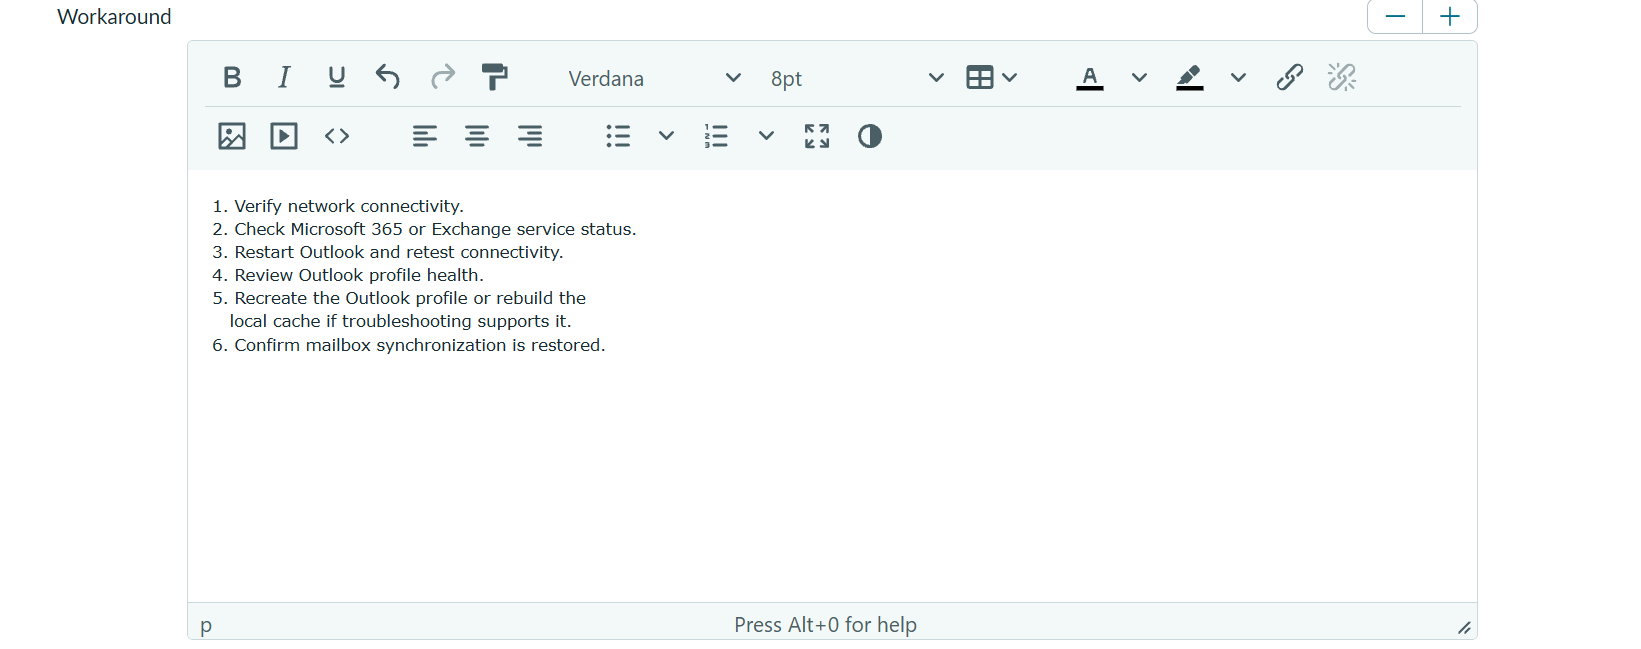 Workaround
B I U Verdana 8pt A
1. Verify network connectivity.
2. Check Microsoft 365 or Exchange service status.
3. Restart Outlook and retest connectivity.
4. Review Outlook profile health.
5. Recreate the Outlook profile or rebuild the
local cache if troubleshooting supports it.
6. Confirm mailbox synchronization is restored.
p Press Alt+0 for help